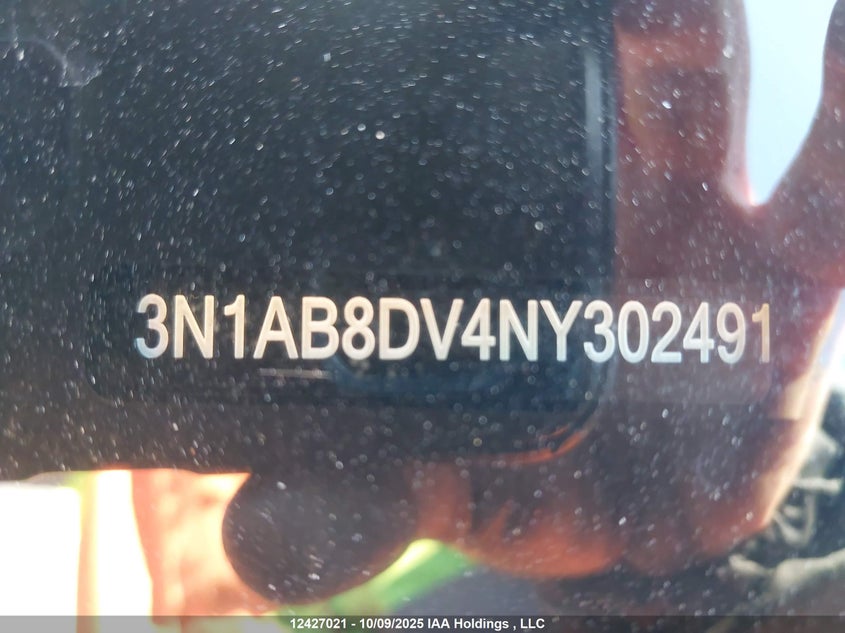 3N1AB8DV4NY302491
12427021 - 10/09/2025 IAA Holdings , LLC